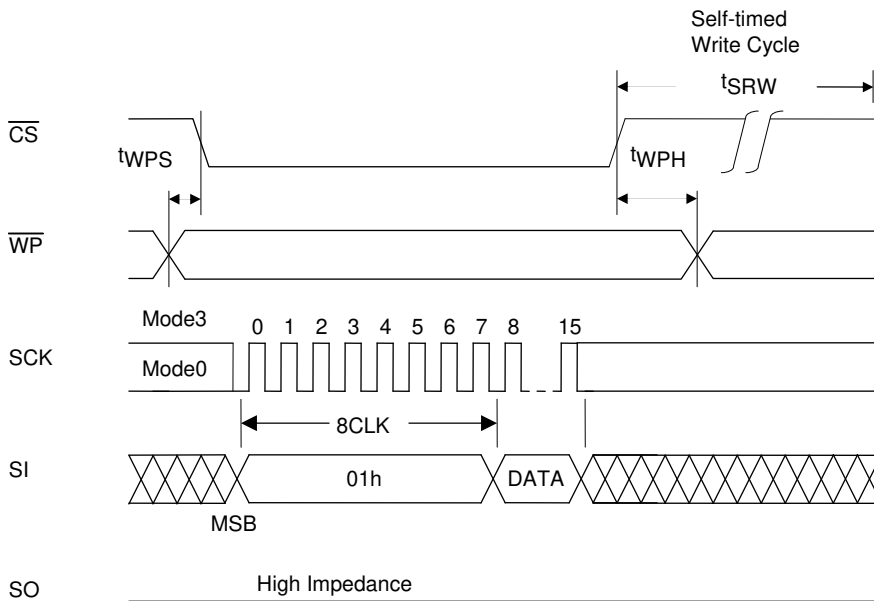 Self-timed
Write Cycle
tSRW
CS
tWPS
tWPH
WP
Mode3
0 1 2 3 4 5 6 7 8 15
SCK
Mode0
8CLK
SI
01h
DATA
MSB
SO
High Impedance